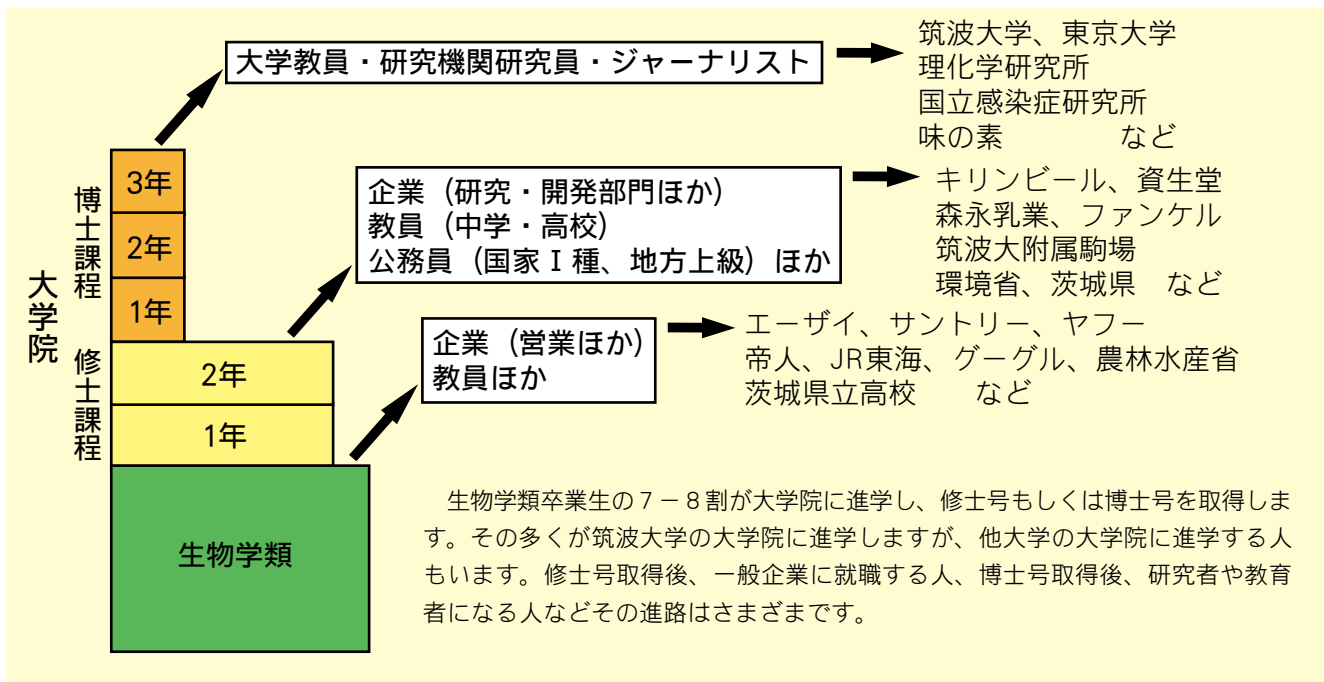 大学教員・研究機関研究員・ジャーナリスト
筑波大学、東京大学
理化学研究所
国立感染症研究所
味の素 など
企業（研究・開発部門ほか）
教員（中学・高校）
公務員（国家Ⅰ種、地方上級）ほか
キリンビール、資生堂
森永乳業、ファンケル
筑波大附属駒場
環境省、茨城県 など
企業（営業ほか）
教員ほか
エーザイ、サントリー、ヤフー
帝人、JR東海、グーグル、農林水産省
茨城県立高校 など
大学院
博士課程
3年
2年
1年
修士課程
2年
1年
生物学類
生物学類卒業生の７－８割が大学院に進学し、修士号もしくは博士号を取得しま
す。その多くが筑波大学の大学院に進学しますが、他大学の大学院に進学する人
もいます。修士号取得後、一般企業に就職する人、博士号取得後、研究者や教育
者になる人などその進路はさまざまです。